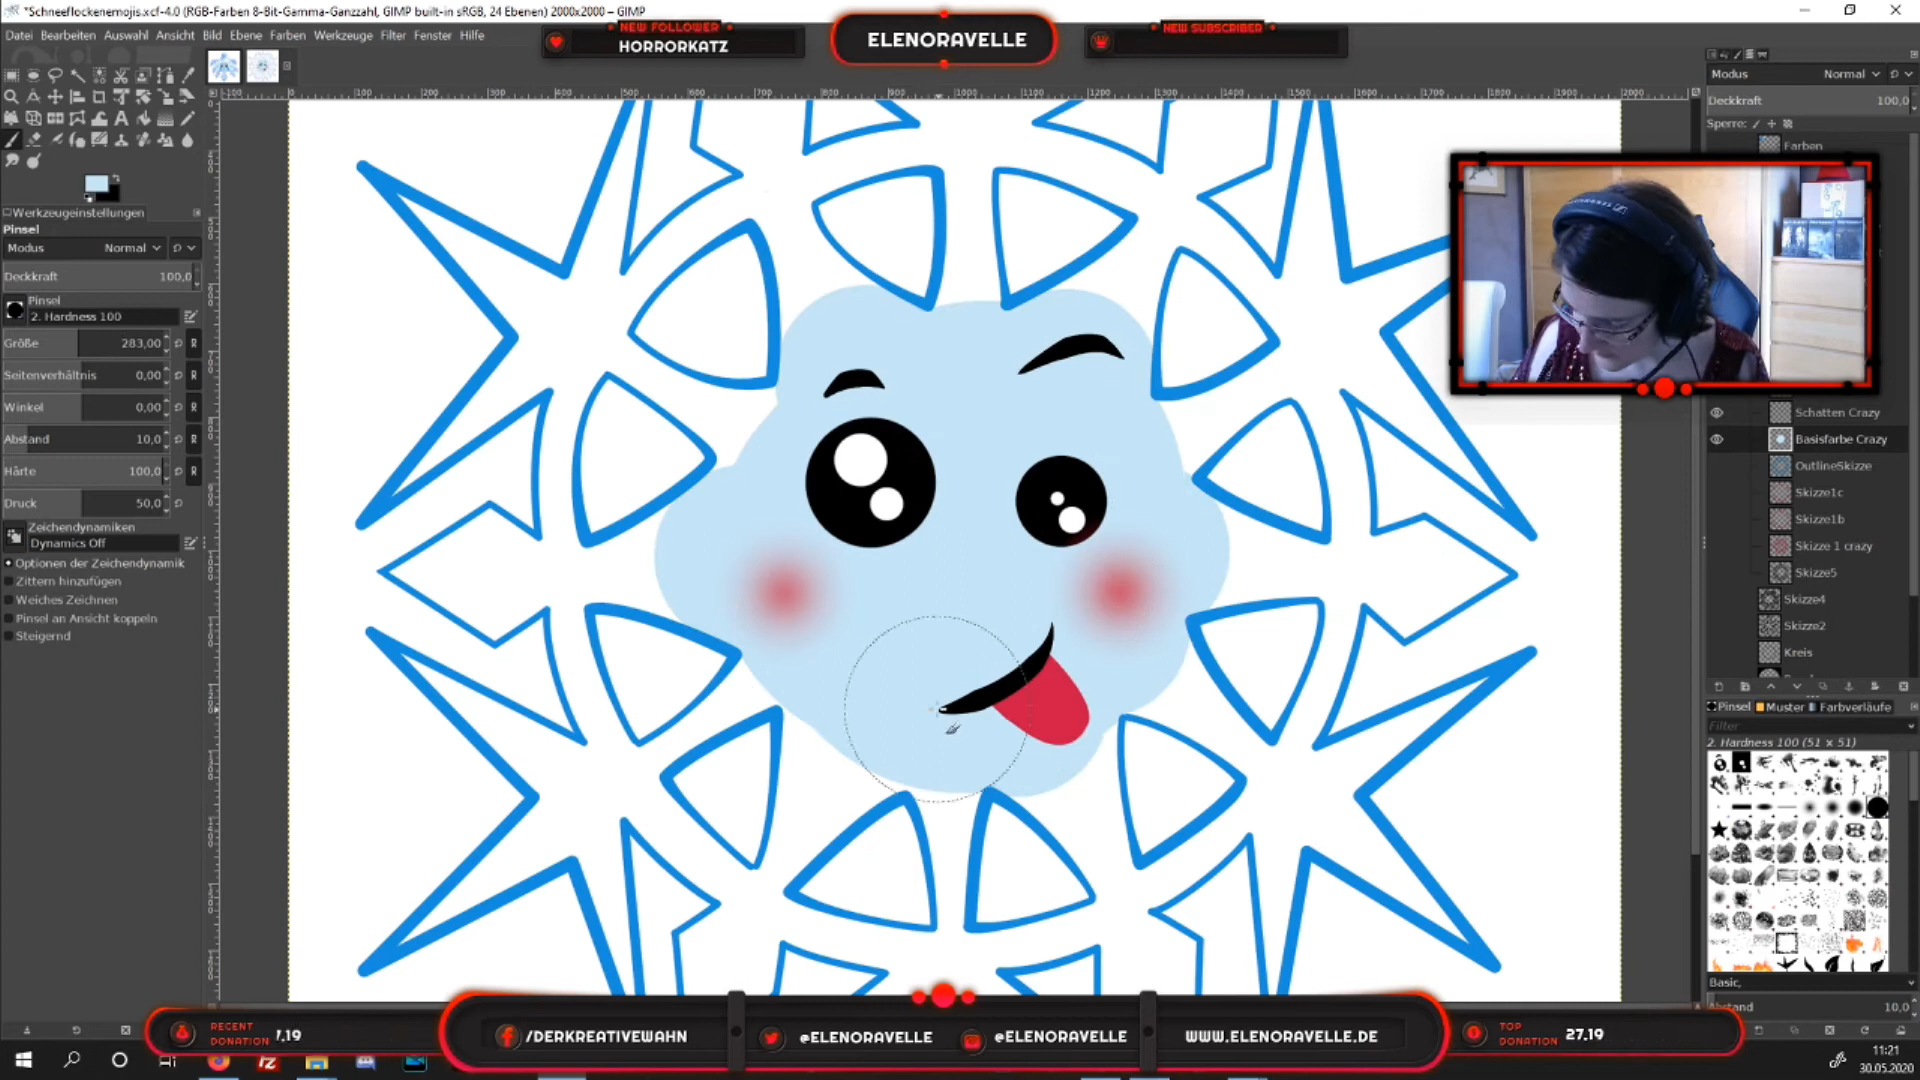 *Schneeflockenemojis.xcf-4.0 (RGB-Farben 8-Bit-Gamma-Ganzzahl, GIMP built-in sRGB, 24 Ebenen) 2000x2000 – GIMP
Datei Bearbeiten Auswahl Ansicht Bild Ebene Farben Werkzeuge Filter Fenster Hilfe
NEW FOLLOWER
HORRORKATZ
ELENORAVELLE
NEW SUBSCRIBER
Werkzeugeinstellungen
Pinsel
Modus Normal
Deckkraft 100,0
Pinsel
2. Hardness 100
Größe 283,00
Seitenverhältnis 0,00
Winkel 0,00
Abstand 10,0
Härte 100,0
Druck 50,0
Zeichendynamiken
Dynamics Off
Optionen der Zeichendynamik
Zittern hinzufügen
Weiches Zeichnen
Pinsel an Ansicht koppeln
Steigernd
Modus Normal
Deckkraft 100,0
Sperre:
Farben
Schatten Crazy
Basisfarbe Crazy
OutlineSkizze
Skizze1c
Skizze1b
Skizze 1 crazy
Skizze5
Skizze4
Skizze2
Kreis
Pinsel Muster Farbverläufe
Filter
2. Hardness 100 (51 × 51)
Basic,
Abstand 10,0
RECENT
DONATION
7.19
/DERKREATIVEWAHN
@ELENORAVELLE
@ELENORAVELLE
WWW.ELENORAVELLE.DE
TOP
DONATION
27.19
11:21
30.05.2020